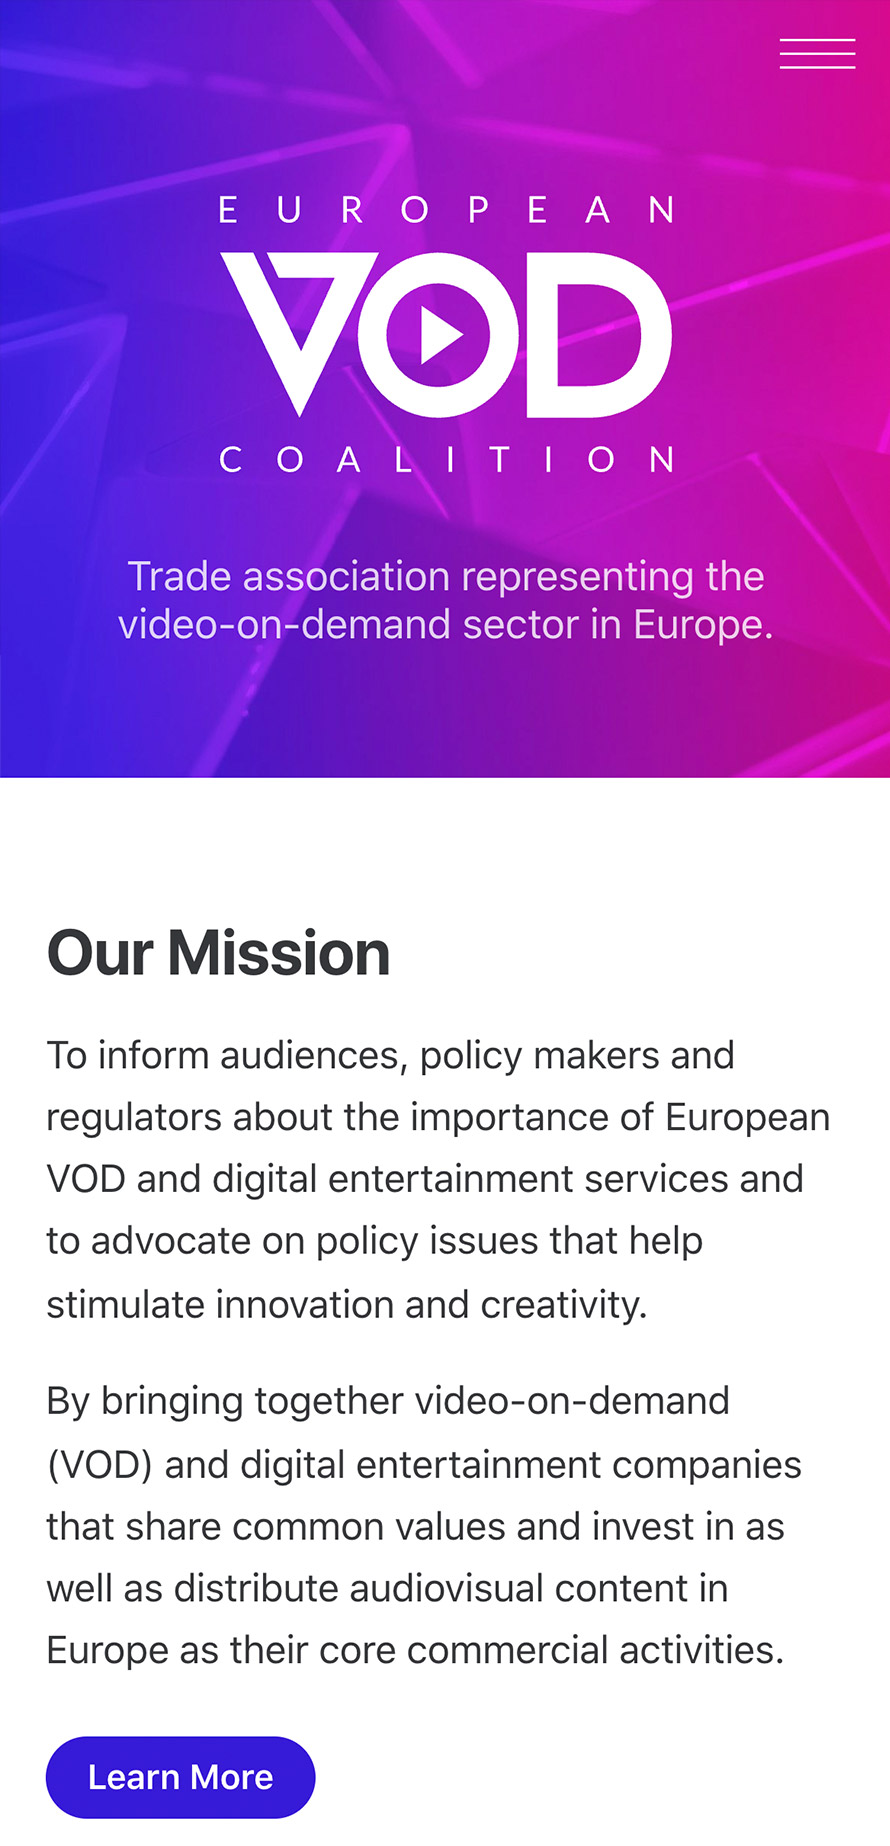 EUROPEAN
VOD
COALITION
Trade association representing the
video-on-demand sector in Europe.
Our Mission
To inform audiences, policy makers and
regulators about the importance of European
VOD and digital entertainment services and
to advocate on policy issues that help
stimulate innovation and creativity.
By bringing together video-on-demand
(VOD) and digital entertainment companies
that share common values and invest in as
well as distribute audiovisual content in
Europe as their core commercial activities.
Learn More